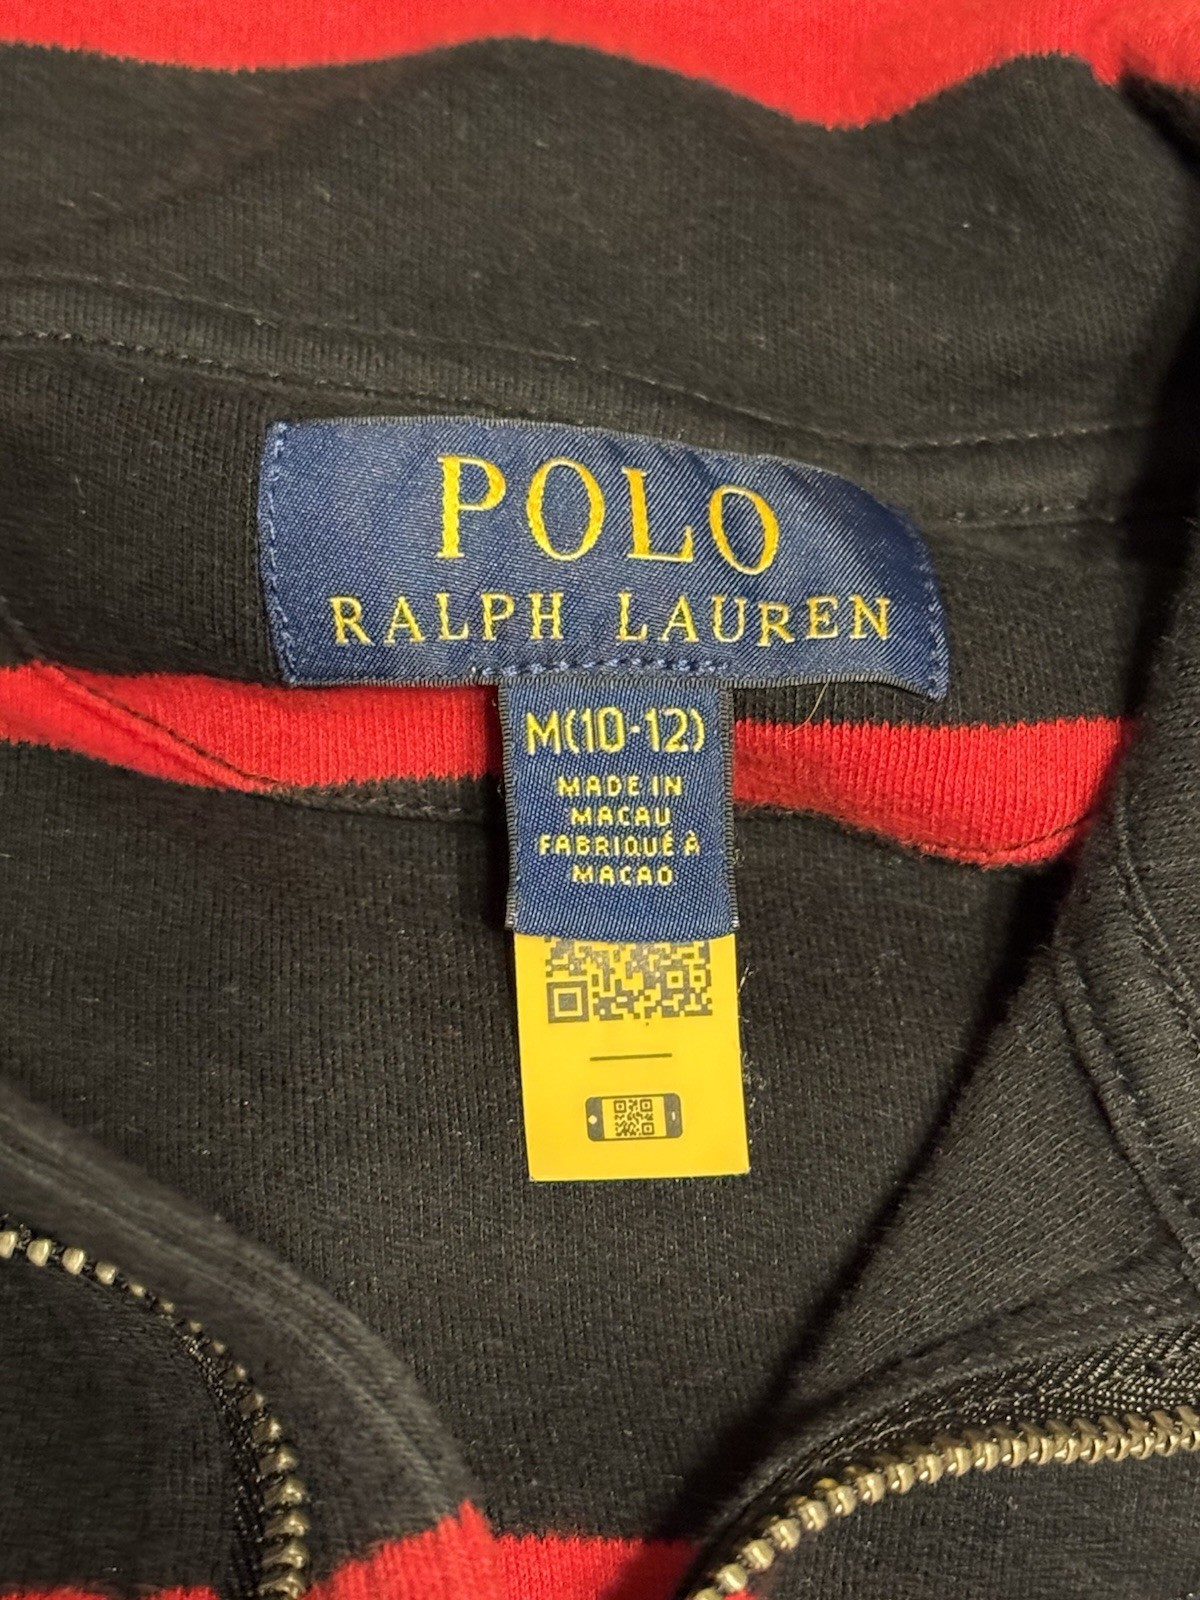 POLO
RALPH LAUREN
M(10-12)
MADE IN
MACAU
FABRIQUÉ À
MACAO